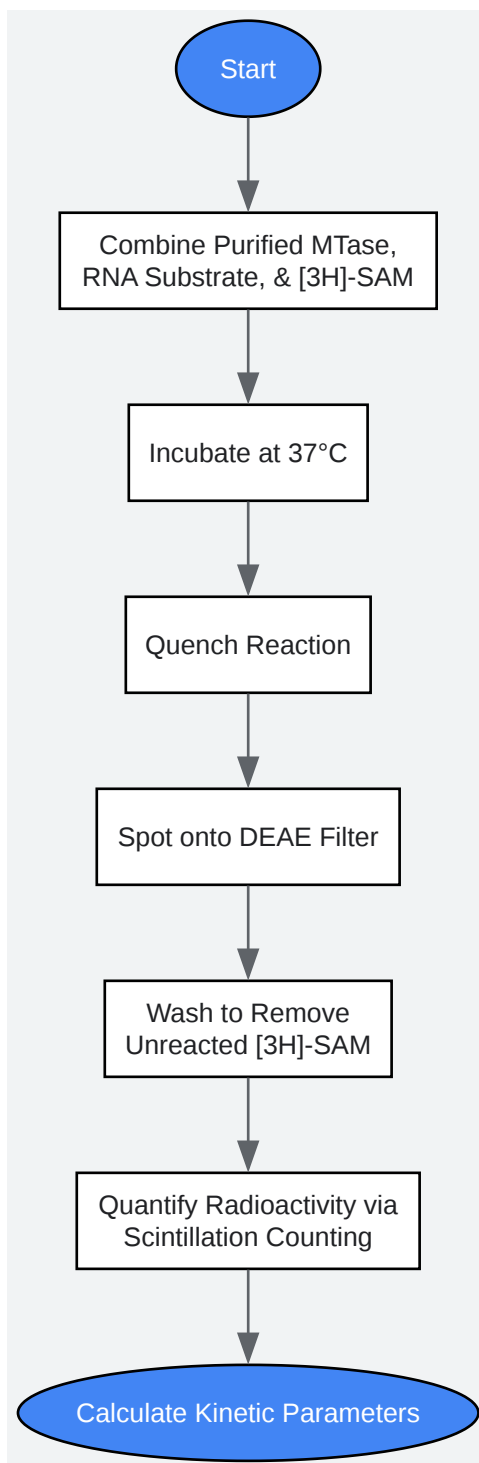 Start
Combine Purified MTase,
RNA Substrate, & [3H]-SAM
Incubate at 37°C
Quench Reaction
Spot onto DEAE Filter
Wash to Remove
Unreacted [3H]-SAM
Quantify Radioactivity via
Scintillation Counting
Calculate Kinetic Parameters